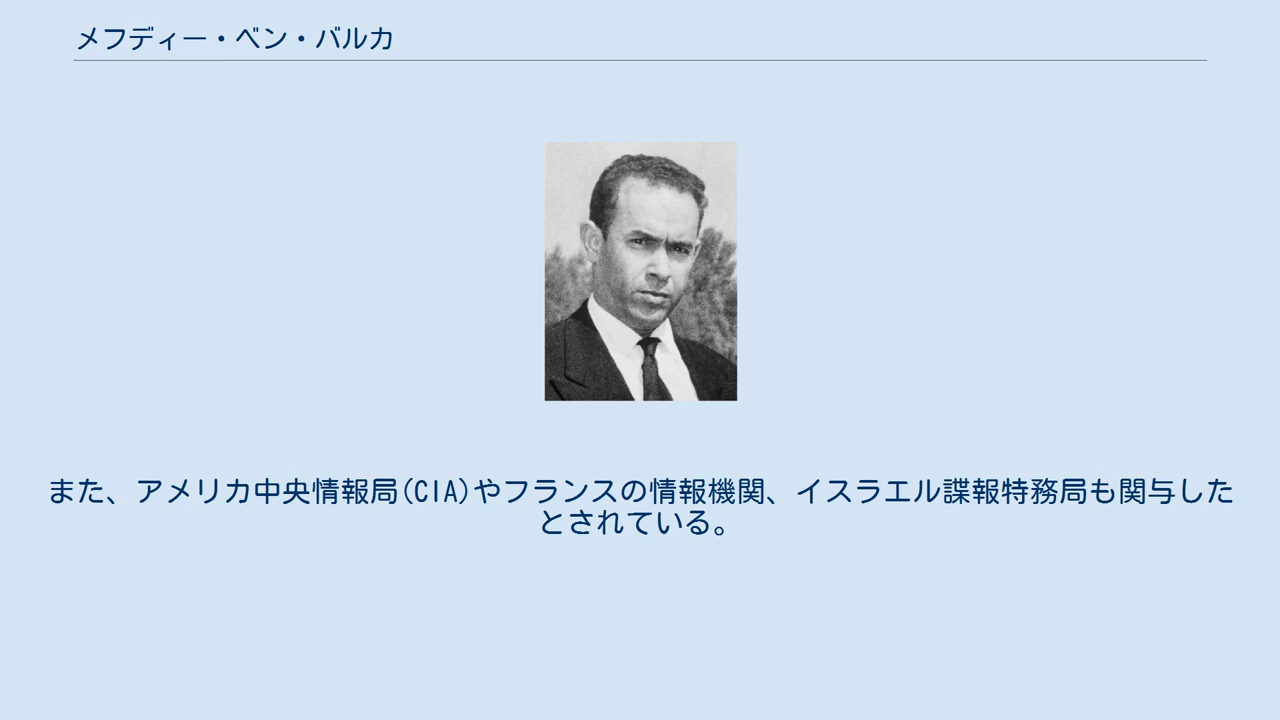 メフディー・ベン・バルカ
また、アメリカ中央情報局(CIA)やフランスの情報機関、イスラエル諜報特務局も関与した
とされている。